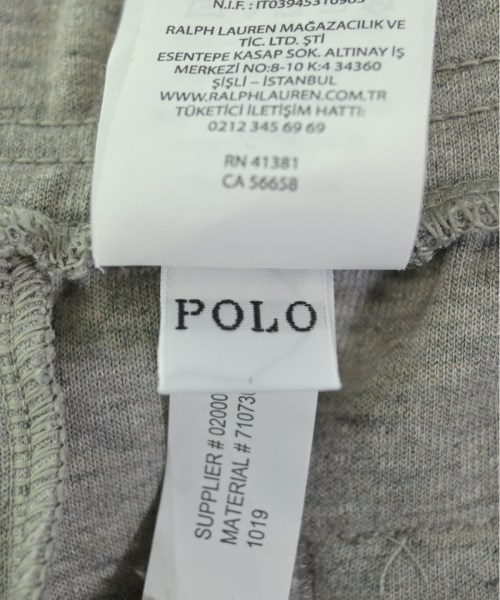 N.I.F. : IT03945310965
RALPH LAUREN MAĞAZACILIK VE
TİC. LTD. ŞTİ
ESENTEPE KASAP SOK. ALTINAY İŞ
MERKEZİ NO:8-10 K:4 34360
ŞİŞLİ – İSTANBUL
WWW.RALPHLAUREN.COM.TR
TÜKETİCİ İLETİŞİM HATTI:
0212 345 69 69
RN 41381
CA 56658
POLO
SUPPLIER # 02000
MATERIAL # 71073
1019